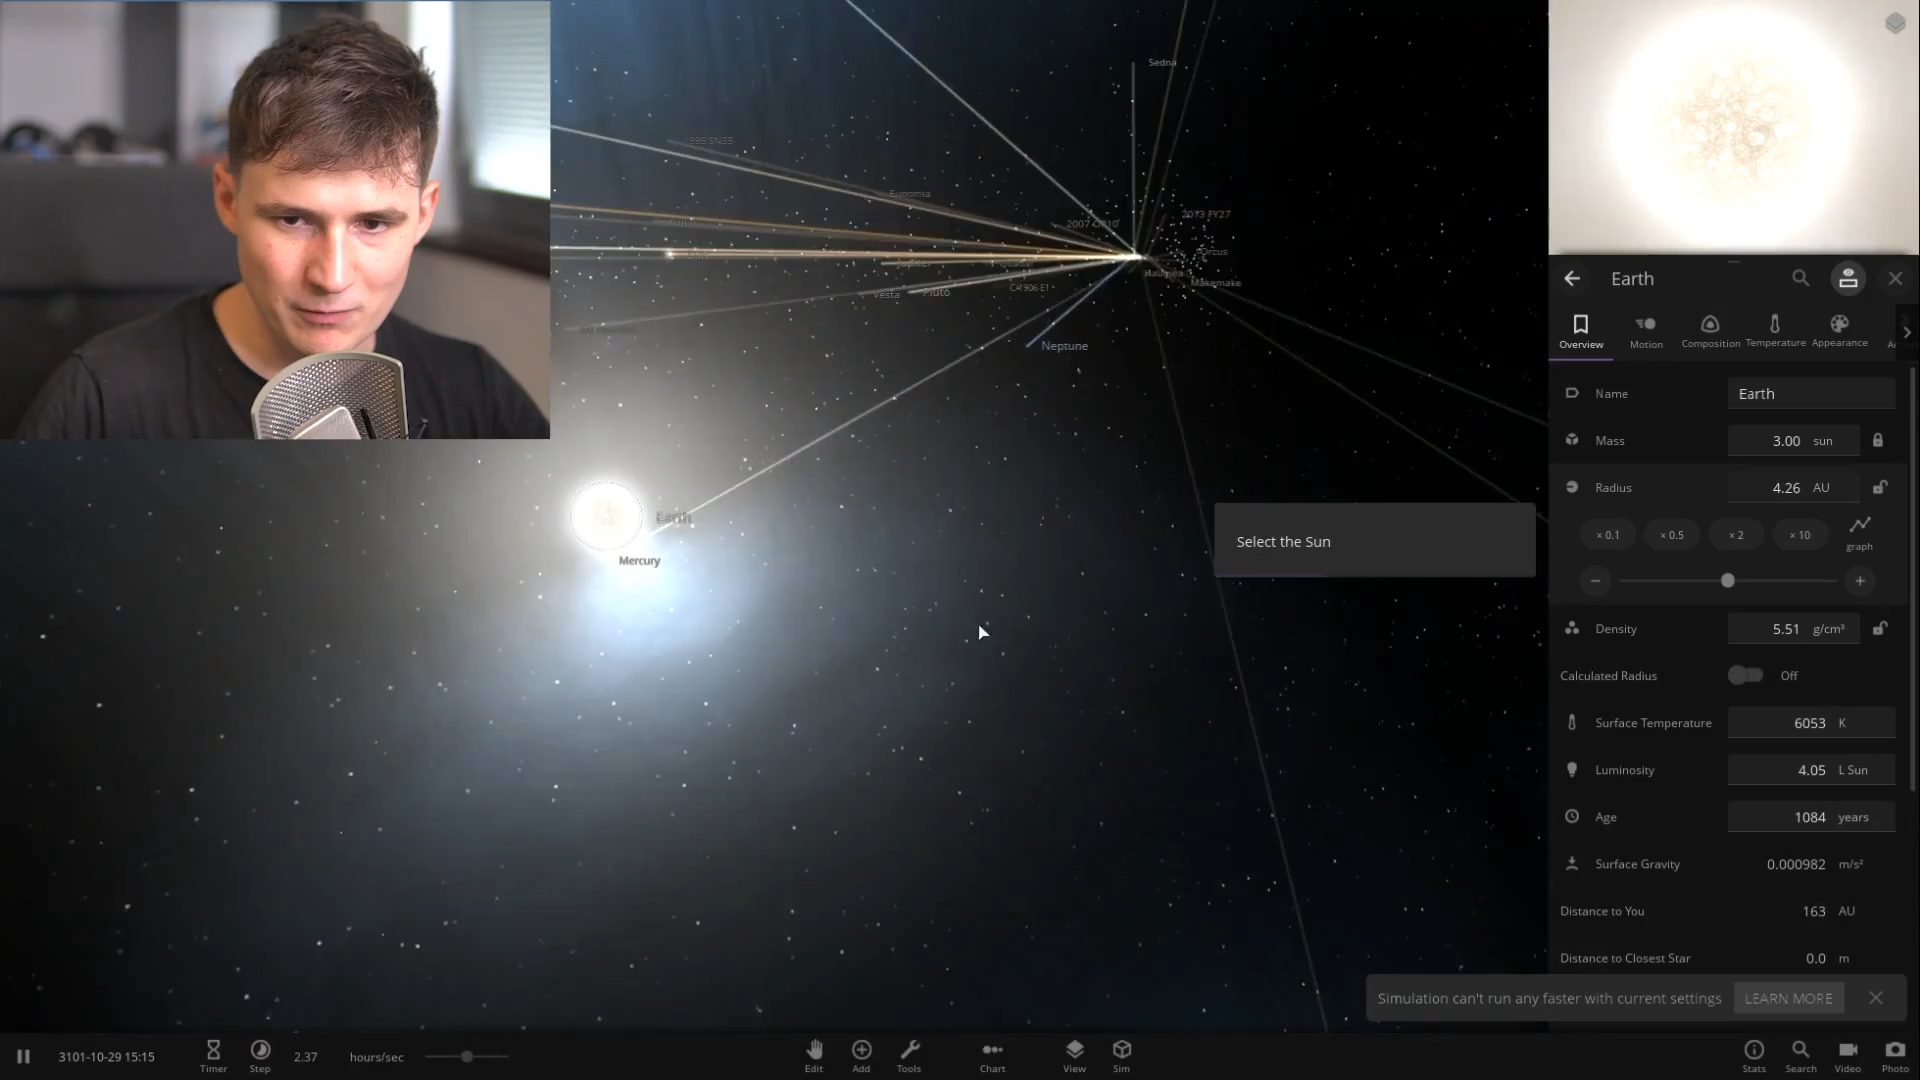 Sedna
Eunomia
2013 FY27
Orcus
Haumea
Makemake
Jupiter
Vesta
Pluto
C-1906 E1
Neptune
Earth
Mercury
Select the Sun
Earth
Overview
Motion
Composition
Temperature
Appearance
Name
Earth
Mass
3.00 sun
Radius
4.26 AU
× 0.1
× 0.5
× 2
× 10
graph
Density
5.51 g/cm³
Calculated Radius
Off
Surface Temperature
6053 K
Luminosity
4.05 L Sun
Age
1084 years
Surface Gravity
0.000982 m/s²
Distance to You
163 AU
Distance to Closest Star
0.0 m
Simulation can't run any faster with current settings
LEARN MORE
3101-10-29 15:15
Timer
Step
2.37 hours/sec
Edit
Add
Tools
Chart
View
Sim
Stats
Search
Video
Photo